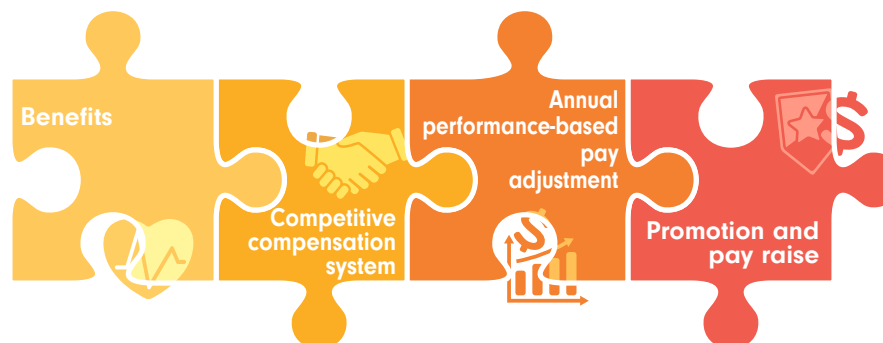 Benefits
Competitive
compensation
system
Annual
performance-based
pay
adjustment
Promotion and
pay raise
$
$